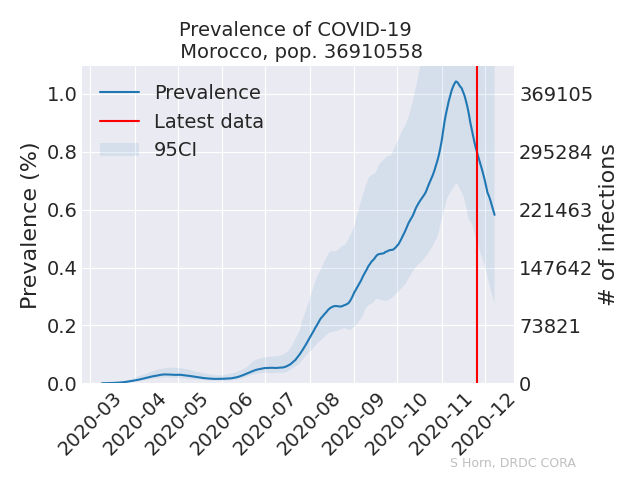 Prevalence of COVID-19
Morocco, pop. 36910558
Prevalence
Latest data
95CI
Prevalence (%)
1.0
0.8
0.6
0.4
0.2
0.0
369105
295284
221463
147642
73821
0
# of infections
2020-03
2020-04
2020-05
2020-06
2020-07
2020-08
2020-09
2020-10
2020-11
2020-12
S Horn, DRDC CORA